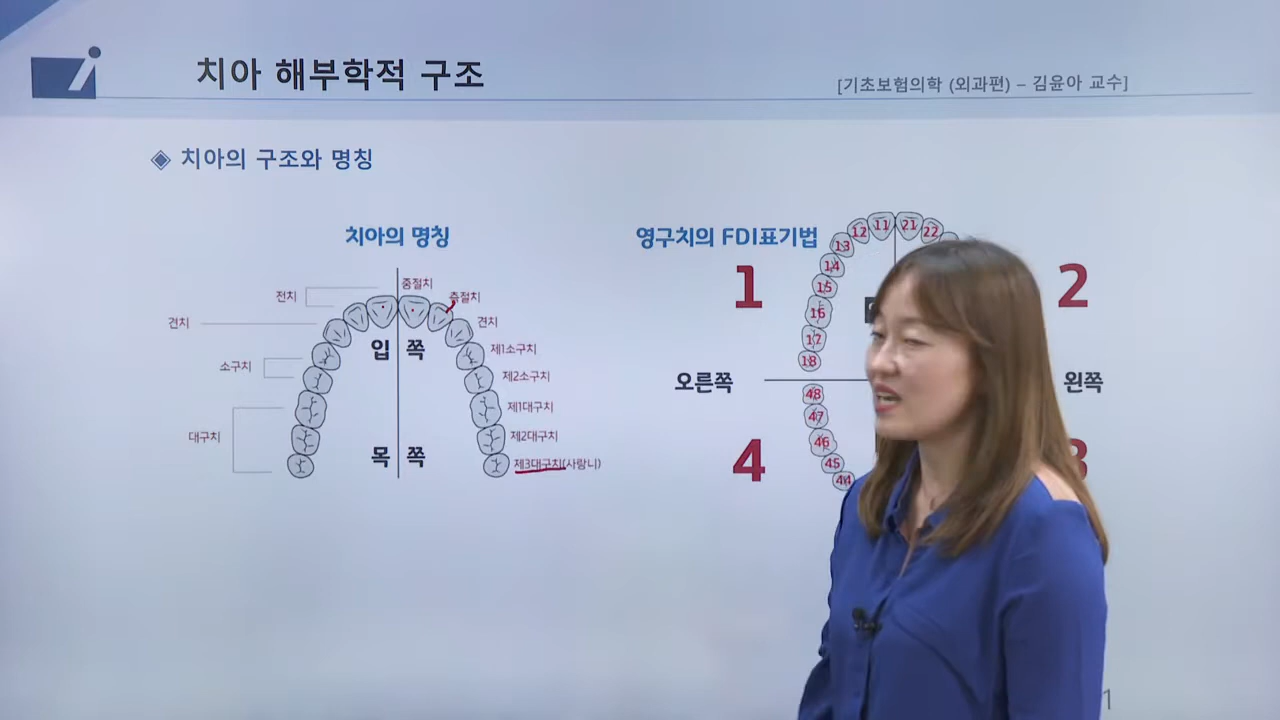 치아 해부학적 구조
[기초보험의학 (외과편) – 김윤아 교수]
◈ 치아의 구조와 명칭
치아의 명칭
중절치
측절치
전치
견치
견치
입 쪽
제1소구치
소구치
제2소구치
제1대구치
대구치
제2대구치
목 쪽
제3대구치(사랑니)
영구치의 FDI표기법
11 21
12 22
13
1 2
14
15
16
17
18
오른쪽 왼쪽
48
47
46
45
44
4 3
1